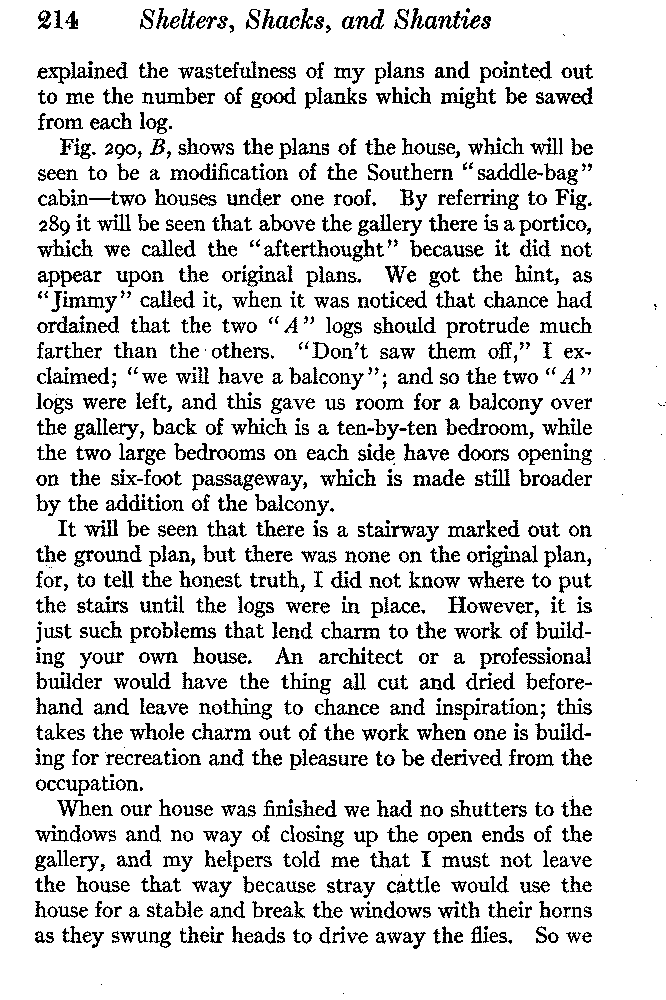 214 Shelters, Shacks, and Shanties
explained the wastefulness of my plans and pointed out
to me the number of good planks which might be sawed
from each log.
Fig. 290, B, shows the plans of the house, which will be
seen to be a modification of the Southern "saddle-bag"
cabin—two houses under one roof. By referring to Fig.
289 it will be seen that above the gallery there is a portico,
which we called the "afterthought" because it did not
appear upon the original plans. We got the hint, as
"Jimmy" called it, when it was noticed that chance had
ordained that the two "A" logs should protrude much
farther than the others. "Don't saw them off," I ex-
claimed; "we will have a balcony"; and so the two "A"
logs were left, and this gave us room for a balcony over
the gallery, back of which is a ten-by-ten bedroom, while
the two large bedrooms on each side have doors opening
on the six-foot passageway, which is made still broader
by the addition of the balcony.
It will be seen that there is a stairway marked out on
the ground plan, but there was none on the original plan,
for, to tell the honest truth, I did not know where to put
the stairs until the logs were in place. However, it is
just such problems that lend charm to the work of build-
ing your own house. An architect or a professional
builder would have the thing all cut and dried before-
hand and leave nothing to chance and inspiration; this
takes the whole charm out of the work when one is build-
ing for recreation and the pleasure to be derived from the
occupation.
When our house was finished we had no shutters to the
windows and no way of closing up the open ends of the
gallery, and my helpers told me that I must not leave
the house that way because stray cattle would use the
house for a stable and break the windows with their horns
as they swung their heads to drive away the flies. So we